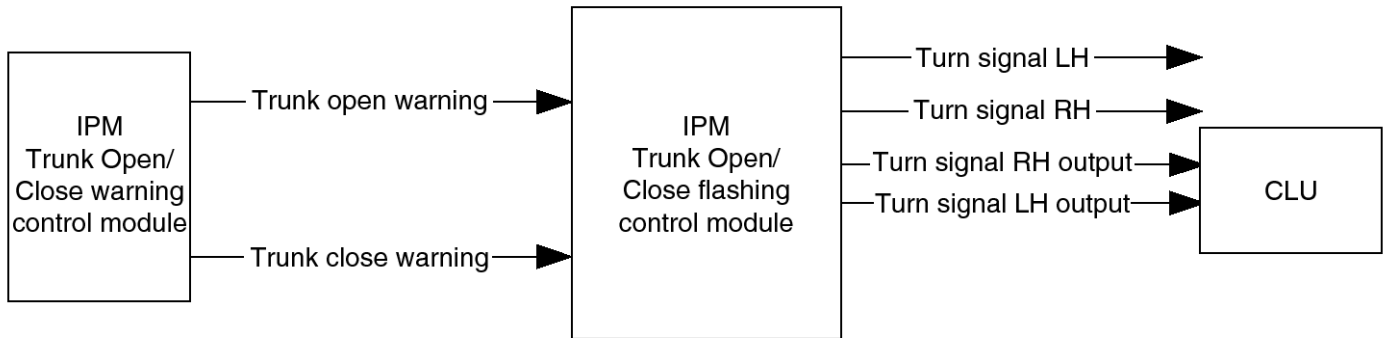 IPM
Trunk Open/
Close warning
control module
Trunk open warning
Trunk close warning
IPM
Trunk Open/
Close flashing
control module
Turn signal LH
Turn signal RH
Turn signal RH output
Turn signal LH output
CLU